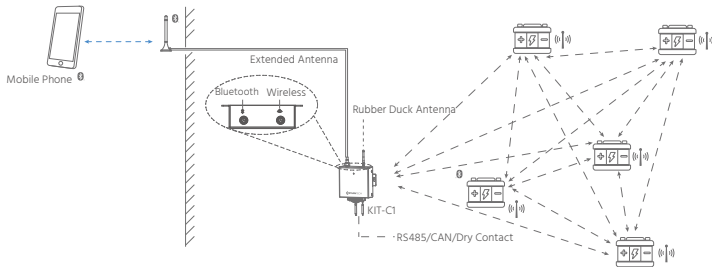 Extended Antenna
Mobile Phone
Bluetooth Wireless
Rubber Duck Antenna
KIT-C1
RS485/CAN/Dry Contact